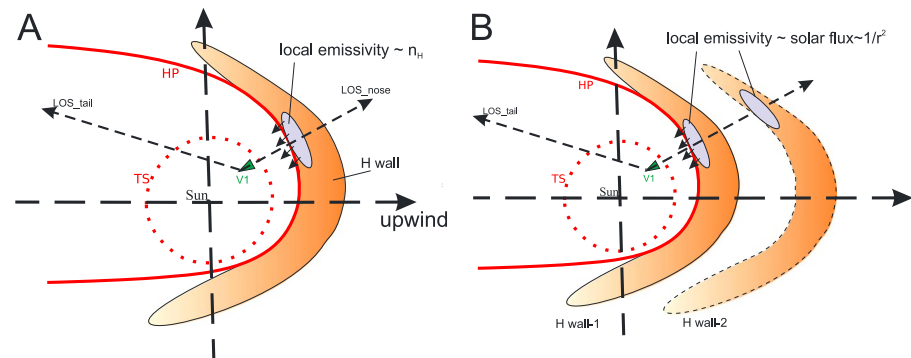 A
local emissivity ~ n_H
HP
LOS_tail
LOS_nose
V1
TS
Sun
H wall
upwind
B
local emissivity ~ solar flux~1/r²
HP
LOS_tail
V1
TS
Sun
H wall-1
H wall-2